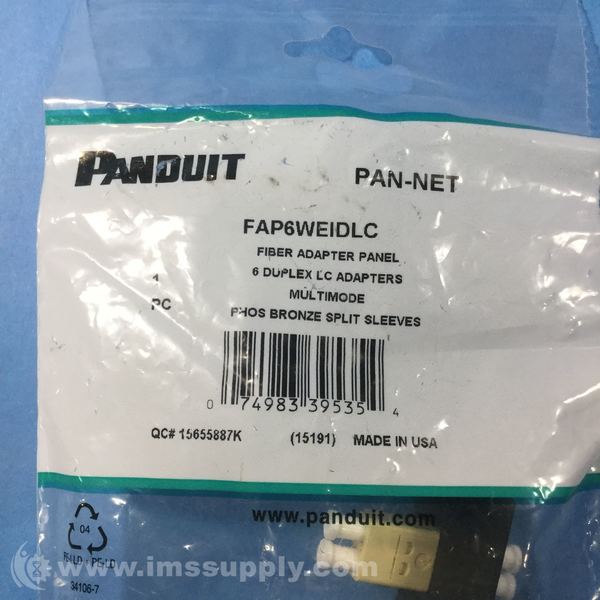 PANDUIT
PAN-NET
FAP6WEIDLC
FIBER ADAPTER PANEL
6 DUPLEX LC ADAPTERS
MULTIMODE
PHOS BRONZE SPLIT SLEEVES
1
PC
0 74983 39535 4
QC# 15655887K (15191) MADE IN USA
www.panduit.com
04
34106-7
www.imssupply.com